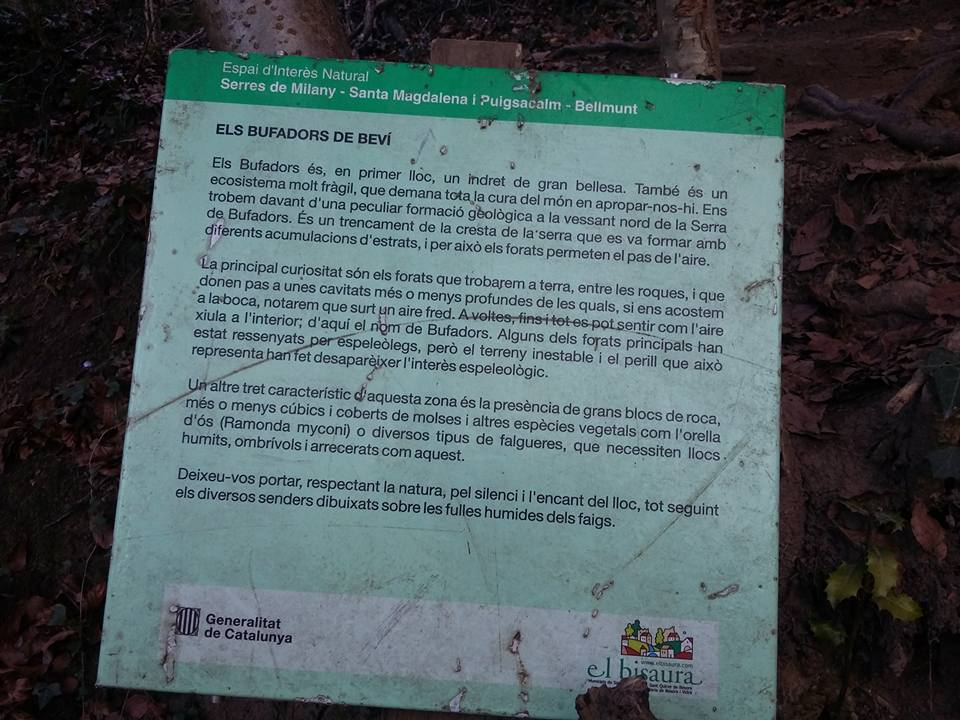 Espai d'Interès Natural
Serres de Milany - Santa Magdalena i Puigsacalm - Bellmunt
ELS BUFADORS DE BEVÍ
Els Bufadors és, en primer lloc, un indret de gran bellesa. També és un
ecosistema molt fràgil, que demana tota la cura del món en apropar-nos-hi. Ens
trobem davant d'una peculiar formació geològica a la vessant nord de la Serra
de Bufadors. És un trencament de la cresta de la serra que es va formar amb
diferents acumulacions d'estrats, i per això els forats permeten el pas de l'aire.
La principal curiositat són els forats que trobarem a terra, entre les roques, i que
donen pas a unes cavitats més o menys profundes de les quals, si ens acostem
a la boca, notarem que surt un aire fred. A voltes, fins i tot es pot sentir com l'aire
xiula a l'interior; d'aquí el nom de Bufadors. Alguns dels forats principals han
estat ressenyats per espeleòlegs, però el terreny inestable i el perill que això
representa han fet desaparèixer l'interès espeleològic.
Un altre tret característic d'aquesta zona és la presència de grans blocs de roca,
més o menys cúbics i coberts de molses i altres espècies vegetals com l'orella
d'ós (Ramonda myconi) o diversos tipus de falgueres, que necessiten llocs
humits, ombrívols i arrecerats com aquest.
Deixeu-vos portar, respectant la natura, pel silenci i l'encant del lloc, tot seguint
els diversos senders dibuixats sobre les fulles humides dels faigs.
Generalitat
de Catalunya
www.elbisaura.com
el bisaura